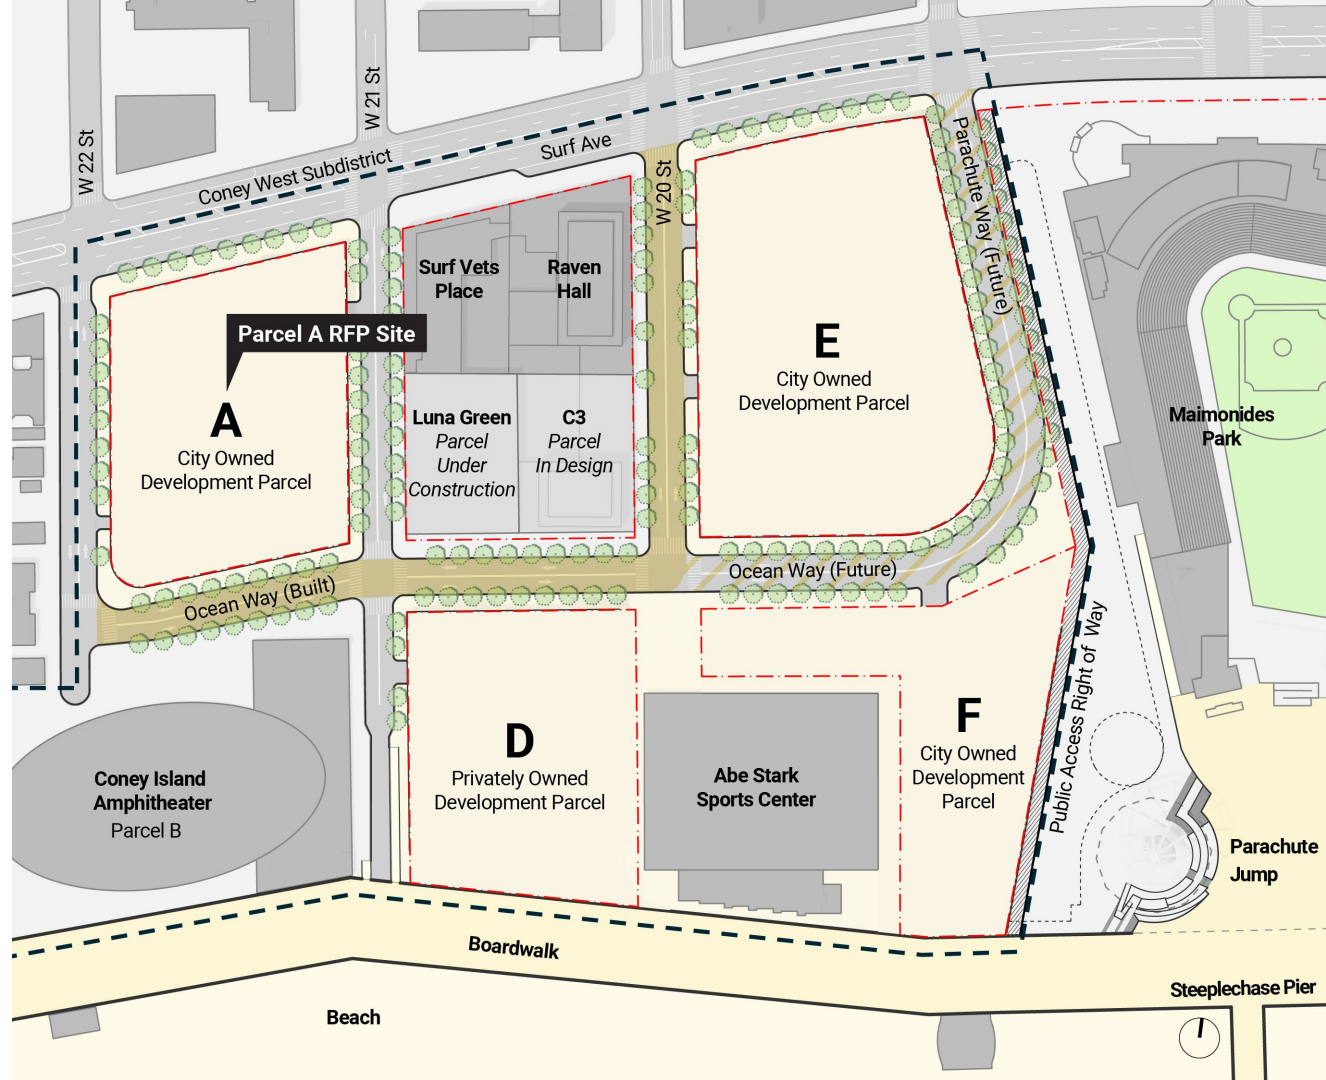 W 22 St
W 21 St
Coney West Subdistrict
Surf Ave
W 20 St
Parachute Way (Future)
Surf Vets
Place
Raven
Hall
Parcel A RFP Site
A
City Owned
Development Parcel
Luna Green
Parcel
Under
Construction
C3
Parcel
In Design
E
City Owned
Development Parcel
Maimonides
Park
Ocean Way (Built)
Ocean Way (Future)
Public Access Right of Way
D
Privately Owned
Development Parcel
F
City Owned
Development
Parcel
Abe Stark
Sports Center
Coney Island
Amphitheater
Parcel B
Parachute
Jump
Boardwalk
Steeplechase Pier
Beach